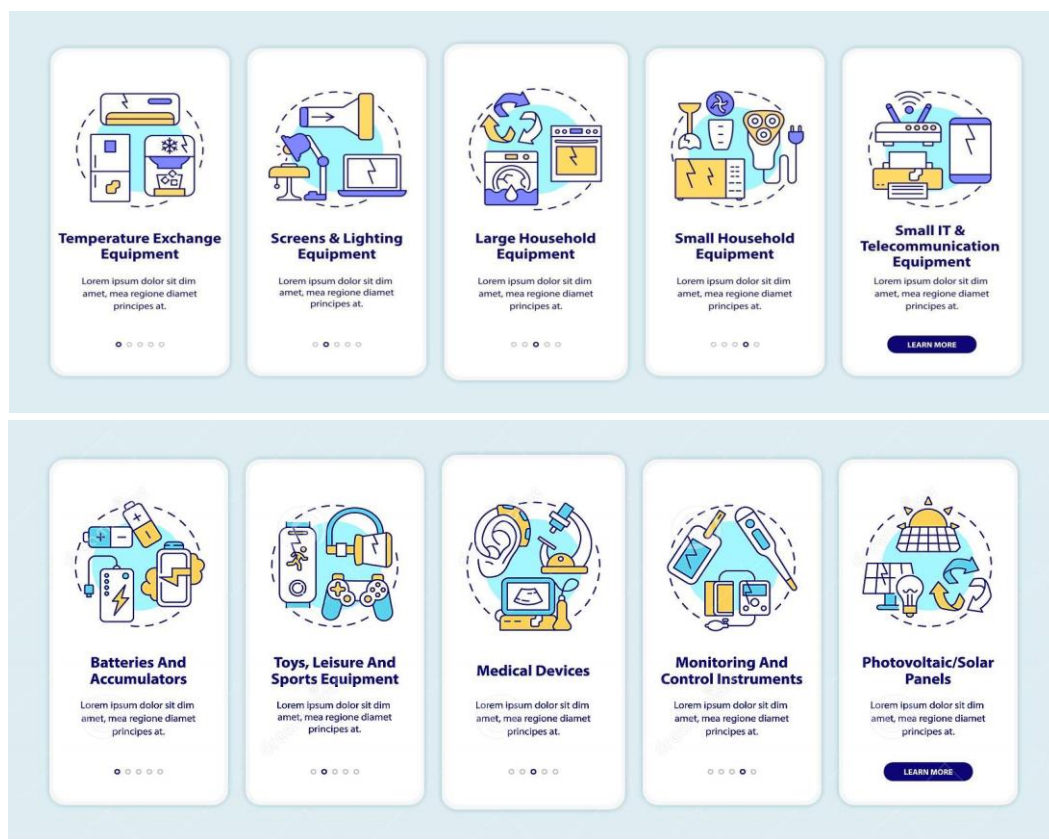 Temperature Exchange
Equipment
Lorem ipsum dolor sit dim
amet, mea regione diamet
principes at.
Screens & Lighting
Equipment
Lorem ipsum dolor sit dim
amet, mea regione diamet
principes at.
Large Household
Equipment
Lorem ipsum dolor sit dim
amet, mea regione diamet
principes at.
Small Household
Equipment
Lorem ipsum dolor sit dim
amet, mea regione diamet
principes at.
Small IT &
Telecommunication
Equipment
Lorem ipsum dolor sit dim
amet, mea regione diamet
principes at.
LEARN MORE
Batteries And
Accumulators
Lorem ipsum dolor sit dim
amet, mea regione diamet
principes at.
Toys, Leisure And
Sports Equipment
Lorem ipsum dolor sit dim
amet, mea regione diamet
principes at.
Medical Devices
Lorem ipsum dolor sit dim
amet, mea regione diamet
principes at.
Monitoring And
Control Instruments
Lorem ipsum dolor sit dim
amet, mea regione diamet
principes at.
Photovoltaic/Solar
Panels
Lorem ipsum dolor sit dim
amet, mea regione diamet
principes at.
LEARN MORE